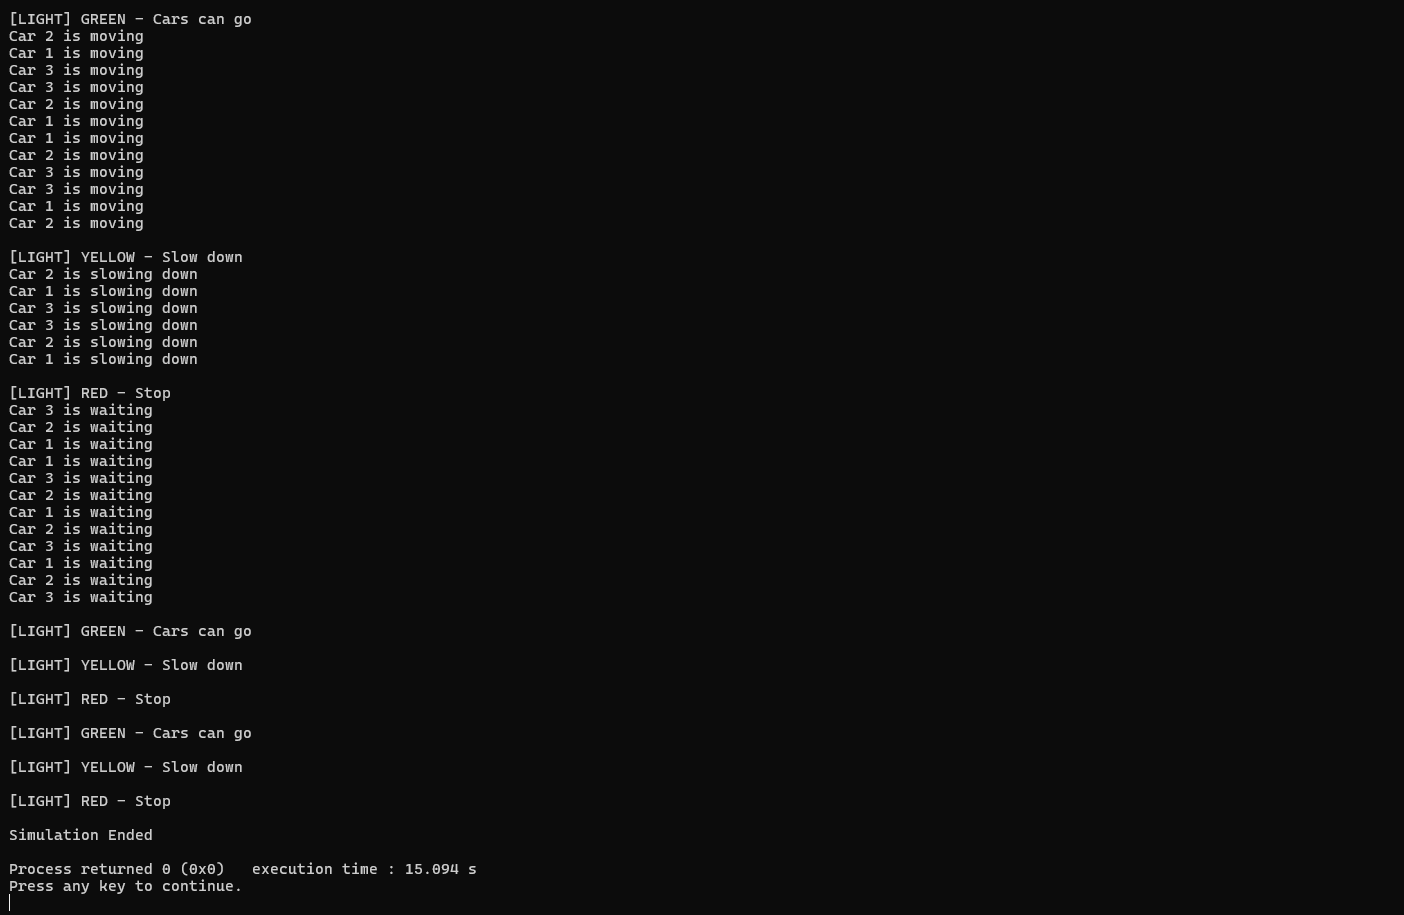 [LIGHT] GREEN - Cars can go
Car 2 is moving
Car 1 is moving
Car 3 is moving
Car 3 is moving
Car 2 is moving
Car 1 is moving
Car 1 is moving
Car 2 is moving
Car 3 is moving
Car 3 is moving
Car 1 is moving
Car 2 is moving
[LIGHT] YELLOW - Slow down
Car 2 is slowing down
Car 1 is slowing down
Car 3 is slowing down
Car 3 is slowing down
Car 2 is slowing down
Car 1 is slowing down
[LIGHT] RED - Stop
Car 3 is waiting
Car 2 is waiting
Car 1 is waiting
Car 1 is waiting
Car 3 is waiting
Car 2 is waiting
Car 1 is waiting
Car 2 is waiting
Car 3 is waiting
Car 1 is waiting
Car 2 is waiting
Car 3 is waiting
[LIGHT] GREEN - Cars can go
[LIGHT] YELLOW - Slow down
[LIGHT] RED - Stop
[LIGHT] GREEN - Cars can go
[LIGHT] YELLOW - Slow down
[LIGHT] RED - Stop
Simulation Ended
Process returned 0 (0x0)   execution time : 15.094 s
Press any key to continue.